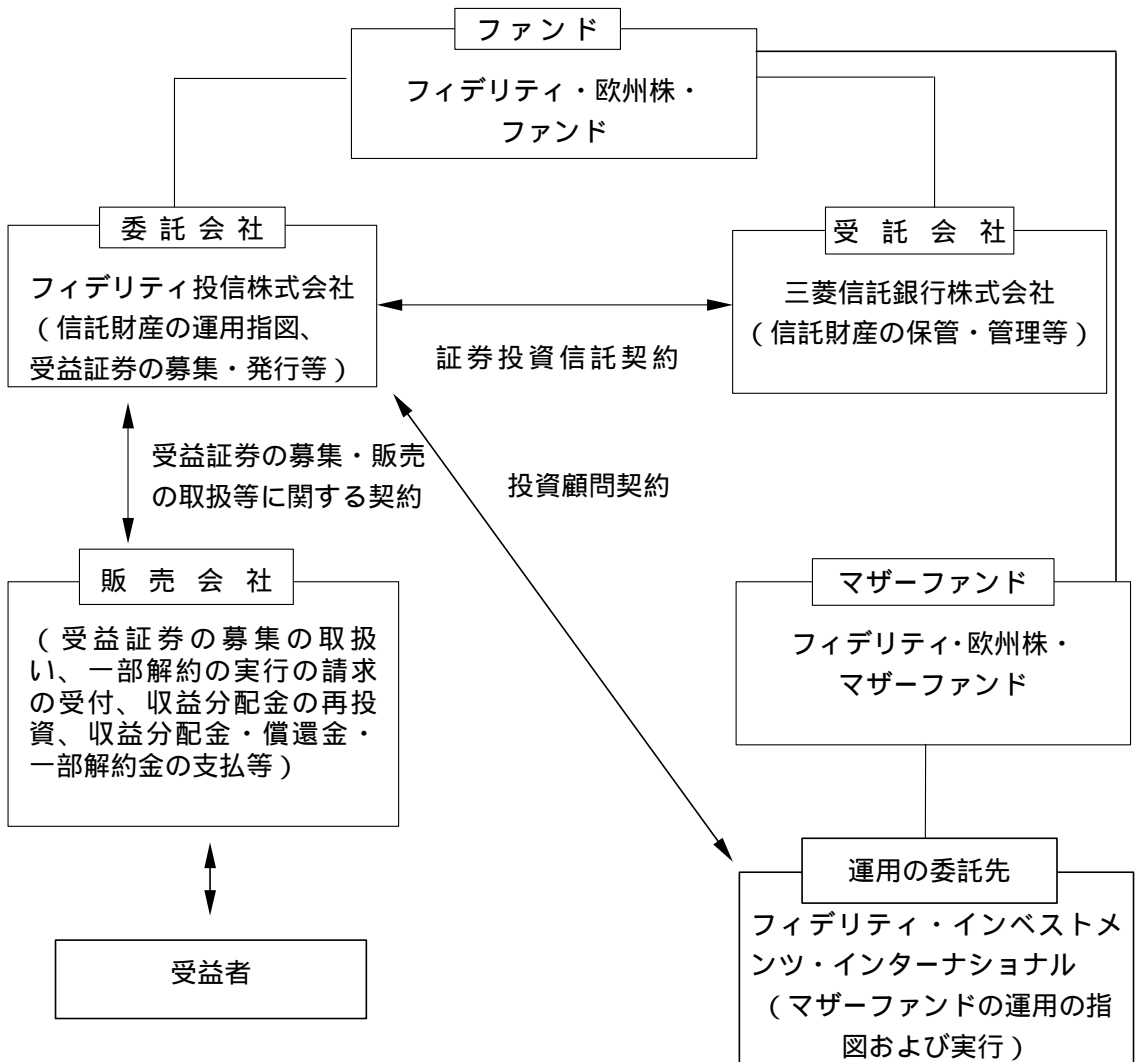 ファンド
フィデリティ・欧州株・
ファンド
委託会社
フィデリティ投信株式会社
(信託財産の運用指図、
受益証券の募集・発行等)
受託会社
三菱信託銀行株式会社
(信託財産の保管・管理等)
証券投資信託契約
受益証券の募集・販売
の取扱等に関する契約
投資顧問契約
販売会社
(受益証券の募集の取扱
い、一部解約の実行の請求
の受付、収益分配金の再投
資、収益分配金・償還金・
一部解約金の支払等)
マザーファンド
フィデリティ・欧州株・
マザーファンド
受益者
運用の委託先
フィデリティ・インベストメ
ンツ・インターナショナル
(マザーファンドの運用の指
図および実行)